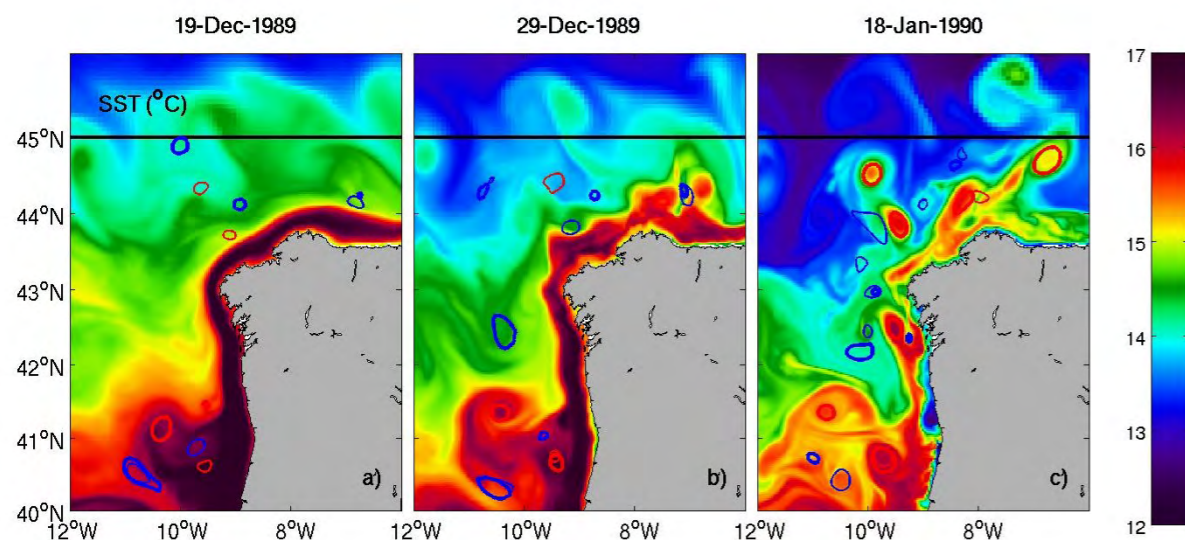 19-Dec-1989 29-Dec-1989 18-Jan-1990
SST (°C)
45°N
44°N
43°N
42°N
41°N
40°N
a) b) c)
12°W 10°W 8°W 12°W 10°W 8°W 12°W 10°W 8°W
17
16
15
14
13
12